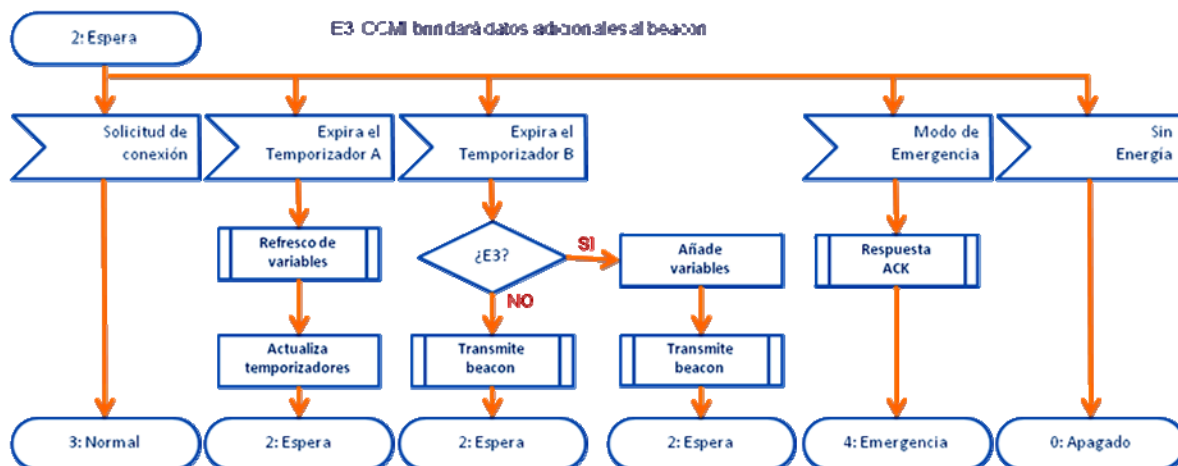 2: Espera
E3: CCMI brindará datos adicionales al beacon
Solicitud de
conexión
Expira el
Temporizador A
Expira el
Temporizador B
Modo de
Emergencia
Sin
Energía
Refresco de
variables
¿E3?
SI
Añade
variables
Respuesta
ACK
NO
Actualiza
temporizadores
Transmite
beacon
Transmite
beacon
3: Normal
2: Espera
2: Espera
2: Espera
4: Emergencia
0: Apagado